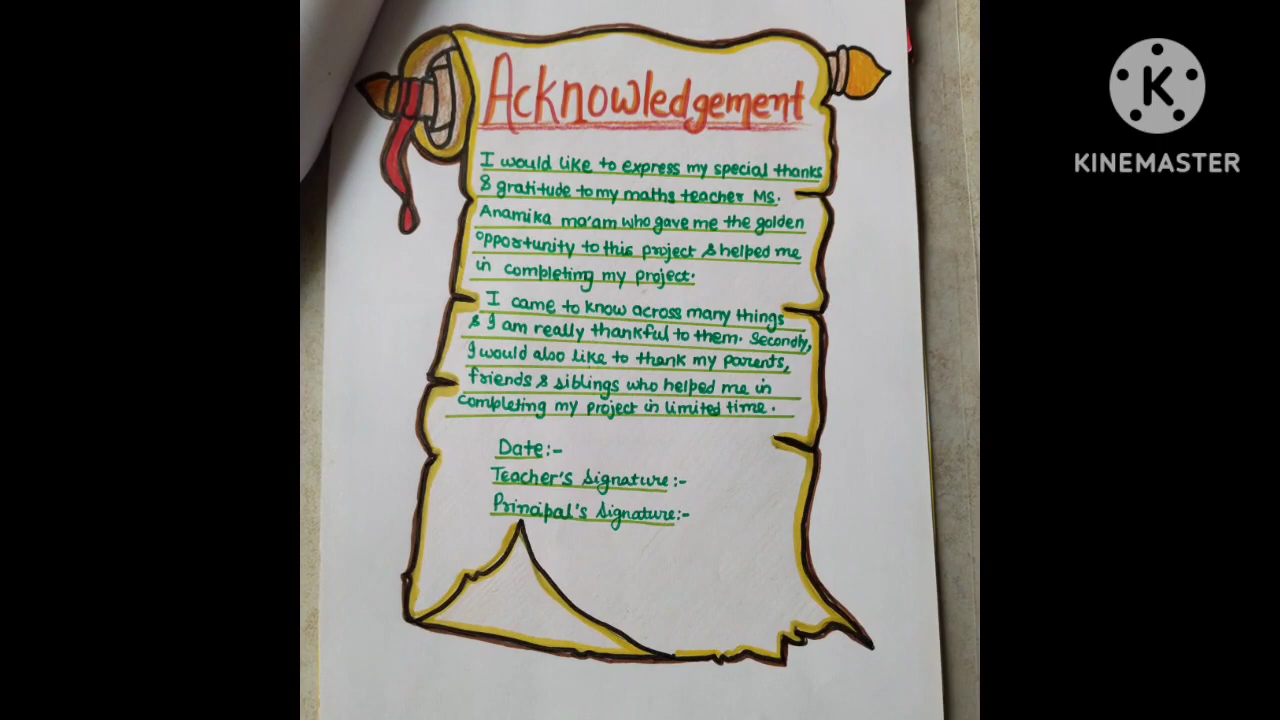 Acknowledgement
I would like to express my special thanks
& gratitude to my maths teacher Ms.
Anamika ma'am who gave me the golden
opportunity to this project & helped me
in completing my project.
I came to know across many things
& I am really thankful to them. Secondly,
I would also like to thank my parents,
friends & siblings who helped me in
completing my project in limited time.
Date:-
Teacher's Signature:-
Principal's Signature:-
K
KINEMASTER